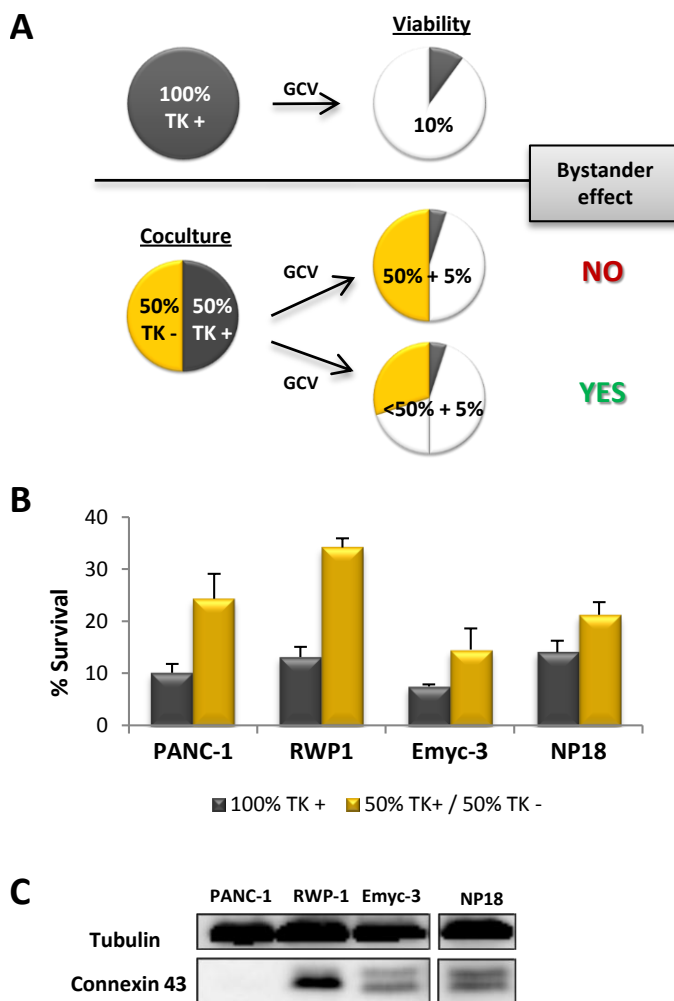 A
Viability
100%
TK +
GCV
10%
Bystander
effect
Coculture
50%
TK -
50%
TK +
GCV
50% + 5%
NO
GCV
<50% + 5%
YES
B
% Survival
40
30
20
10
0
PANC-1 RWP1 Emyc-3 NP18
100% TK + 50% TK+ / 50% TK -
C
PANC-1 RWP-1 Emyc-3 NP18
Tubulin
Connexin 43